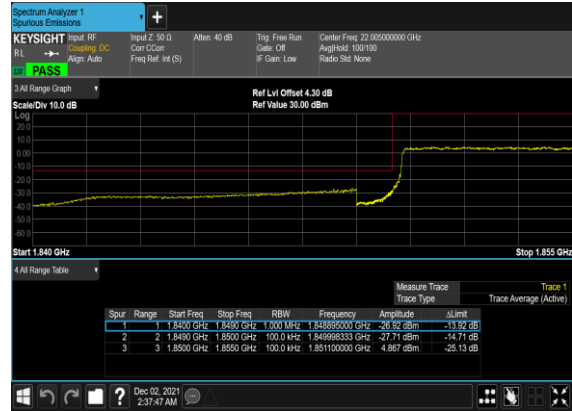 Spectrum Analyzer 1
Spurious Emissions
KEYSIGHT Input: RF Input Z: 50 Ω Atten: 40 dB Trig: Free Run Center Freq: 22.005000000 GHz
RL Coupling: DC Corr CCorr Gate: Off Avg|Hold: 100/100
Align: Auto Freq Ref: Int (S) IF Gain: Low Radio Std: None
PASS
3 All Range Graph Ref Lvl Offset 4.30 dB
Scale/Div 10.0 dB Ref Value 30.00 dBm
Log
20.0
10.0
0.00
-10.0
-20.0
-30.0
-40.0
-50.0
-60.0
Start 1.840 GHz Stop 1.855 GHz
4 All Range Table
Measure Trace Trace 1
Trace Type Trace Average (Active)
Spur Range Start Freq Stop Freq RBW Frequency Amplitude ΔLimit
1 1 1.8400 GHz 1.8490 GHz 1.000 MHz 1.848895000 GHz -26.92 dBm -13.92 dB
2 2 1.8490 GHz 1.8500 GHz 100.0 kHz 1.849998333 GHz -27.71 dBm -14.71 dB
3 3 1.8500 GHz 1.8550 GHz 100.0 kHz 1.851100000 GHz 4.867 dBm -25.13 dB
? Dec 02, 2021
2:37:47 AM